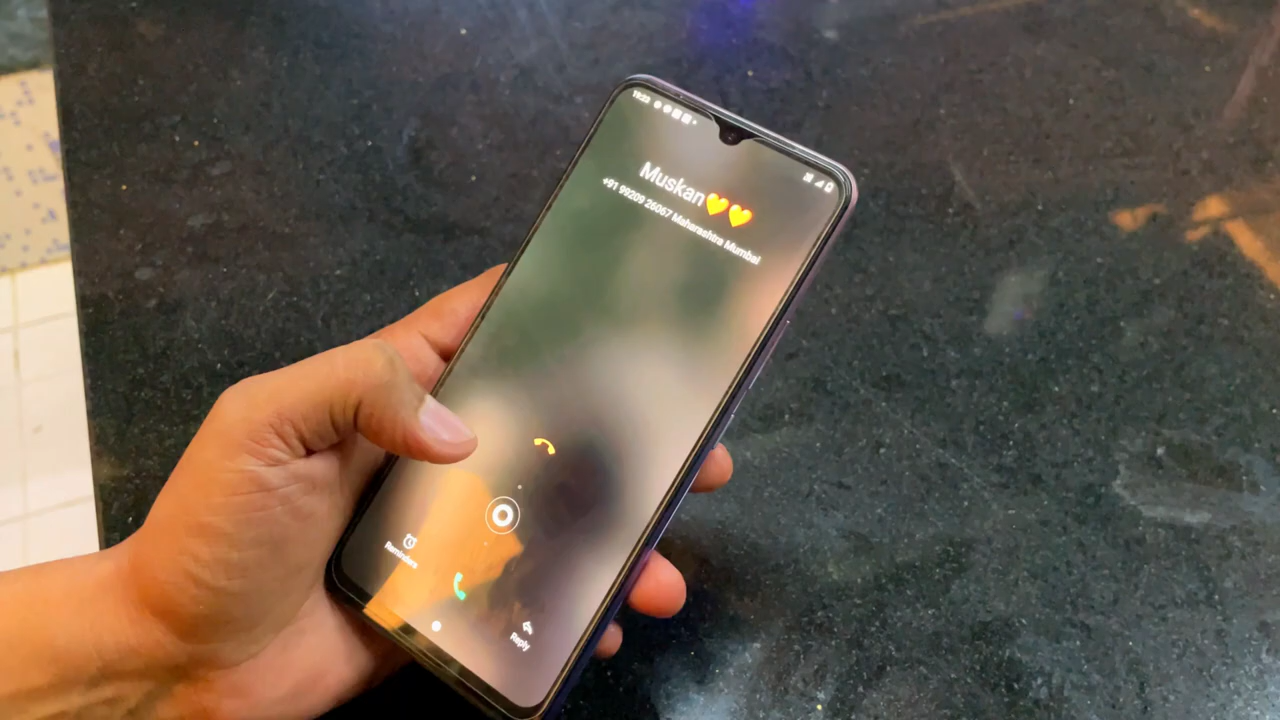 Muskan💛💛
+91 99209 26067 Maharashtra Mumbai
Reminders
Reply